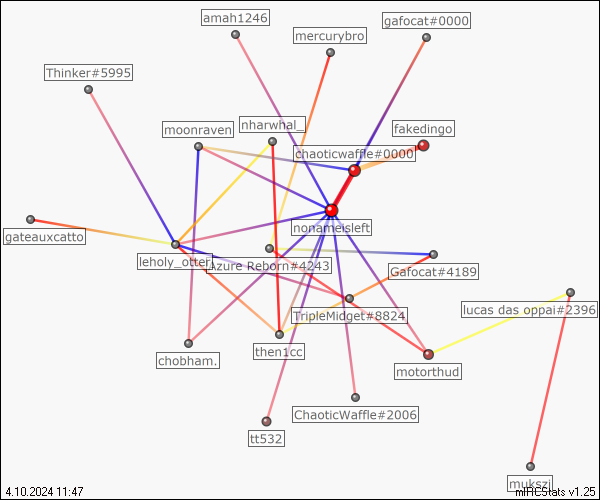 amah1246
gafocat#0000
mercurybro
Thinker#5995
nharwhal_
moonraven
fakedingo
chaoticwaffle#0000
nonameisleft
gateauxcatto
leholy_otter
Azure Reborn#4243
Gafocat#4189
lucas das oppai#2396
TripleMidget#8824
then1cc
chobham.
motorthud
ChaoticWaffle#2006
tt532
mukszi
4.10.2024 11:47
mIRCStats v1.25